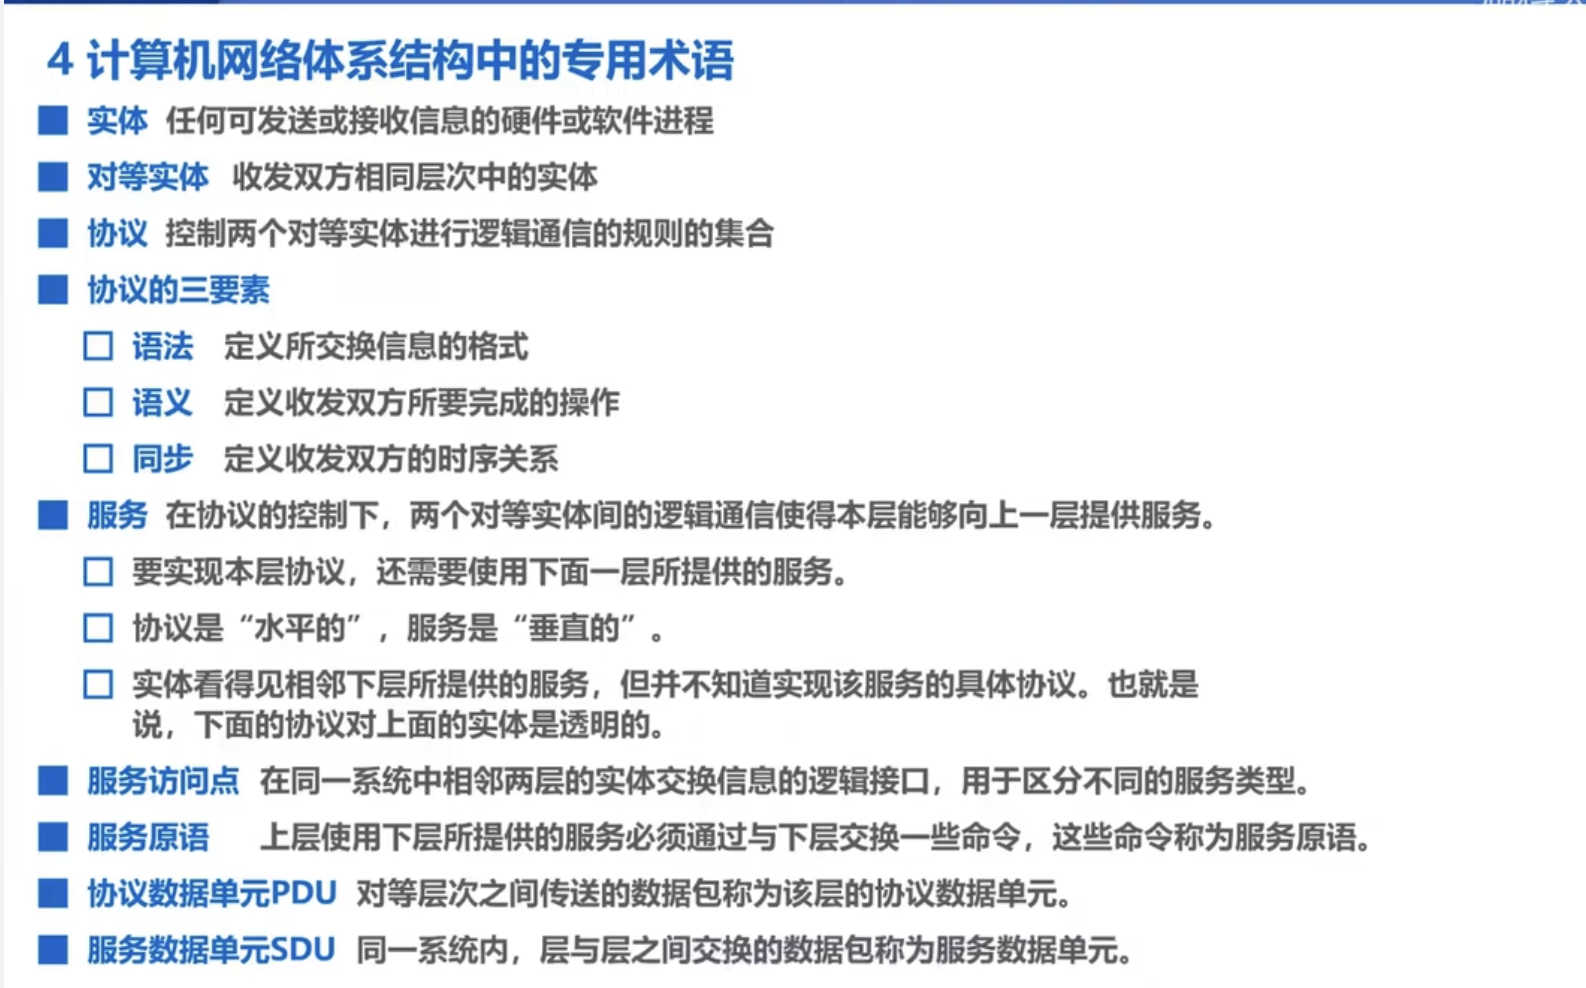 4 计算机网络体系结构中的专用术语
实体 任何可发送或接收信息的硬件或软件进程
对等实体 收发双方相同层次中的实体
协议 控制两个对等实体进行逻辑通信的规则的集合
协议的三要素
语法 定义所交换信息的格式
语义 定义收发双方所要完成的操作
同步 定义收发双方的时序关系
服务 在协议的控制下，两个对等实体间的逻辑通信使得本层能够向上一层提供服务。
要实现本层协议，还需要使用下面一层所提供的服务。
协议是“水平的”，服务是“垂直的”。
实体看得见相邻下层所提供的服务，但并不知道实现该服务的具体协议。也就是
说，下面的协议对上面的实体是透明的。
服务访问点 在同一系统中相邻两层的实体交换信息的逻辑接口，用于区分不同的服务类型。
服务原语 上层使用下层所提供的服务必须通过与下层交换一些命令，这些命令称为服务原语。
协议数据单元PDU 对等层次之间传送的数据包称为该层的协议数据单元。
服务数据单元SDU 同一系统内，层与层之间交换的数据包称为服务数据单元。